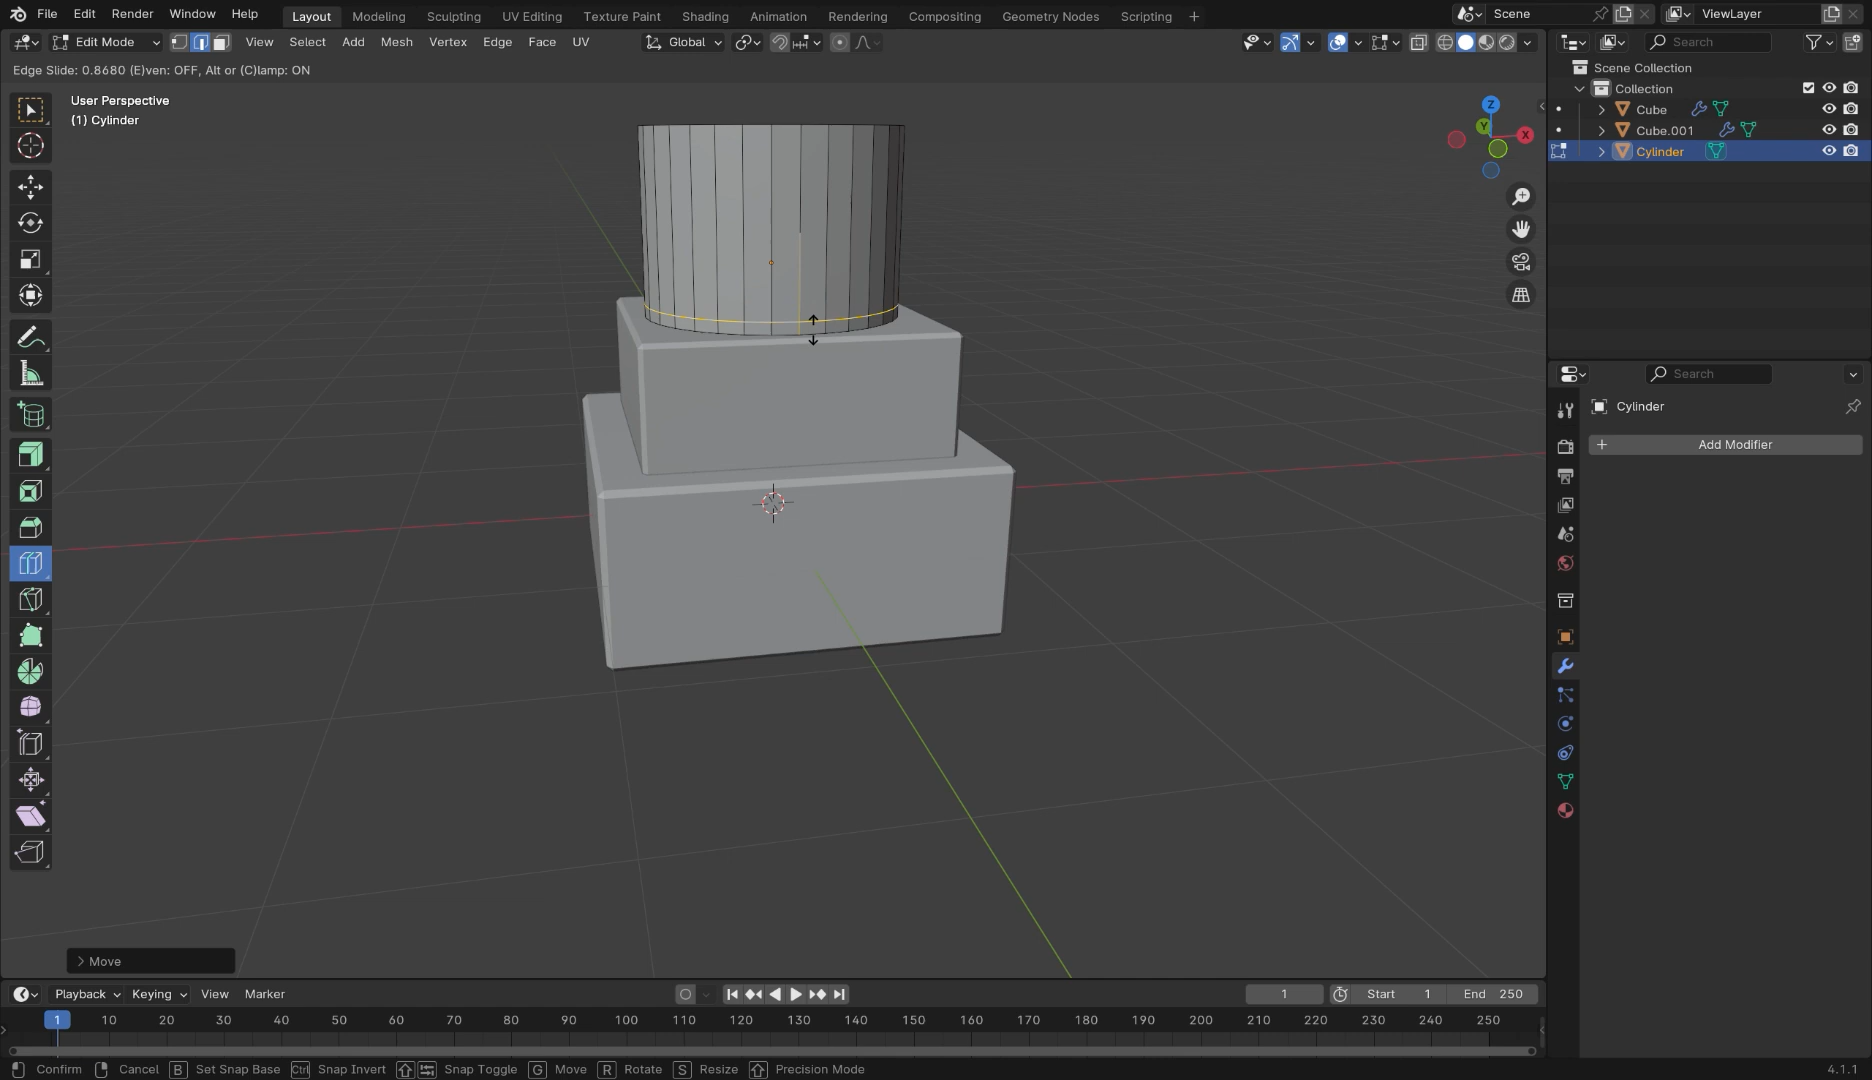 File Edit Render Window Help Layout Modeling Sculpting UV Editing Texture Paint Shading Animation Rendering Compositing Geometry Nodes Scripting + Scene ViewLayer
Edit Mode View Select Add Mesh Vertex Edge Face UV Global Search
Edge Slide: 0.8680 (E)ven: OFF, Alt or (C)lamp: ON
Scene Collection
Collection
Cube
Cube.001
Cylinder
User Perspective
(1) Cylinder
Z
Y
X
Search
Cylinder
+ Add Modifier
> Move
Playback Keying View Marker 1 Start 1 End 250
1 10 20 30 40 50 60 70 80 90 100 110 120 130 140 150 160 170 180 190 200 210 220 230 240 250
Confirm Cancel B Set Snap Base Ctrl Snap Invert Snap Toggle G Move R Rotate S Resize Precision Mode 4.1.1